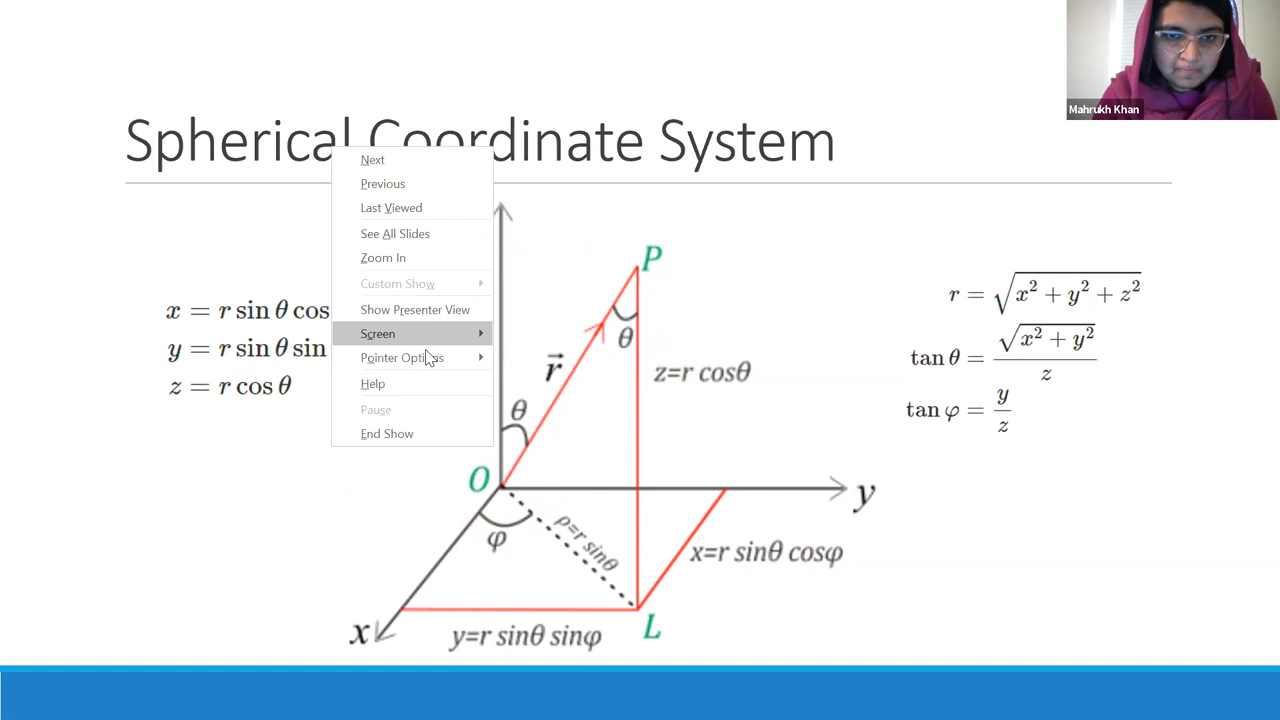 Mahrukh Khan
Spherical Coordinate System
Next
Previous
Last Viewed
See All Slides
Zoom In
Custom Show
Show Presenter View
Screen
Pointer Options
Help
Pause
End Show
x = r sin θ cos
y = r sin θ sin
z = r cos θ
P
θ
r⃗
z=r cosθ
θ
O
y
φ
ρ=r sinθ
x=r sinθ cosφ
x
y=r sinθ sinφ
L
r = √x² + y² + z²
tan θ = √x² + y² / z
tan φ = y / z